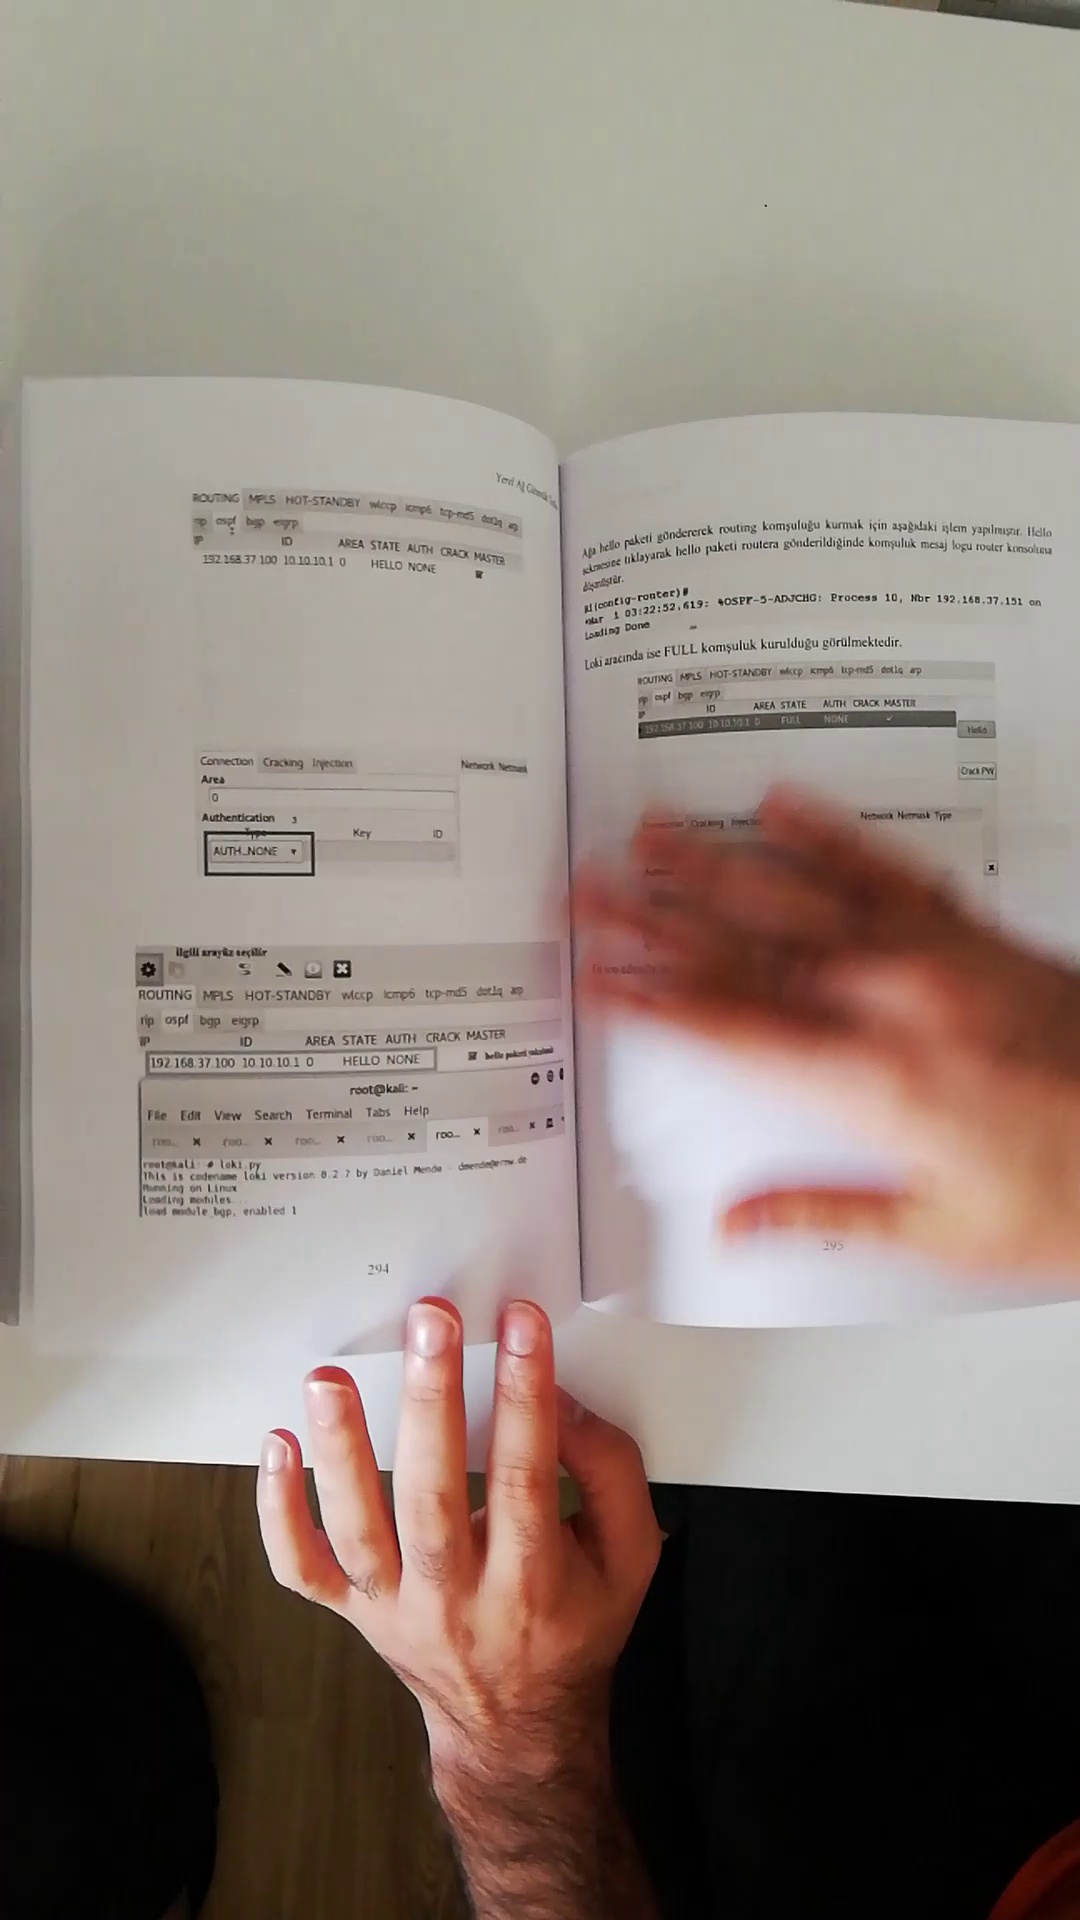 Yerel Ağ
ROUTING MPLS HOT-STANDBY wlccp icmp6 tcp-md5 dot1q arp
rip ospf bgp eigrp
IP ID AREA STATE AUTH CRACK MASTER
192.168.37.100 10.10.10.1 0 HELLO NONE
Connection Cracking Injection Network Netmask
Area
0
Authentication 3
Type Key ID
AUTH_NONE
ilgili arayüz seçilir
ROUTING MPLS HOT-STANDBY wlccp icmp6 tcp-md5 dot1q arp
rip ospf bgp eigrp
IP ID AREA STATE AUTH CRACK MASTER
192.168.37.100 10.10.10.1 0 HELLO NONE hello paketi yakalandı
root@kali: ~
File Edit View Search Terminal Tabs Help
roo... roo... roo... roo... roo... roo...
root@kali:~# loki.py
This is codename loki version 0.2.7 by Daniel Mende - dmende@ernw.de
Running on Linux
Loading modules...
load module bgp, enabled 1
294
Ağa hello paketi göndererek routing komşuluğu kurmak için aşağıdaki işlem yapılmıştır. Hello
sekmesine tıklayarak hello paketi routera gönderildiğinde komşuluk mesaj logu router konsoluna
düşmüştür.
R1(config-router)#
*Mar 1 03:22:52.619: %OSPF-5-ADJCHG: Process 10, Nbr 192.168.37.151 on
Loading Done
Loki aracında ise FULL komşuluk kurulduğu görülmektedir.
ROUTING MPLS HOT-STANDBY wlccp icmp6 tcp-md5 dot1q arp
rip ospf bgp eigrp
IP ID AREA STATE AUTH CRACK MASTER
192.168.37.100 10.10.10.1 0 FULL NONE
Hello
Crack PW
Connection Cracking Injection Network Netmask Type
295